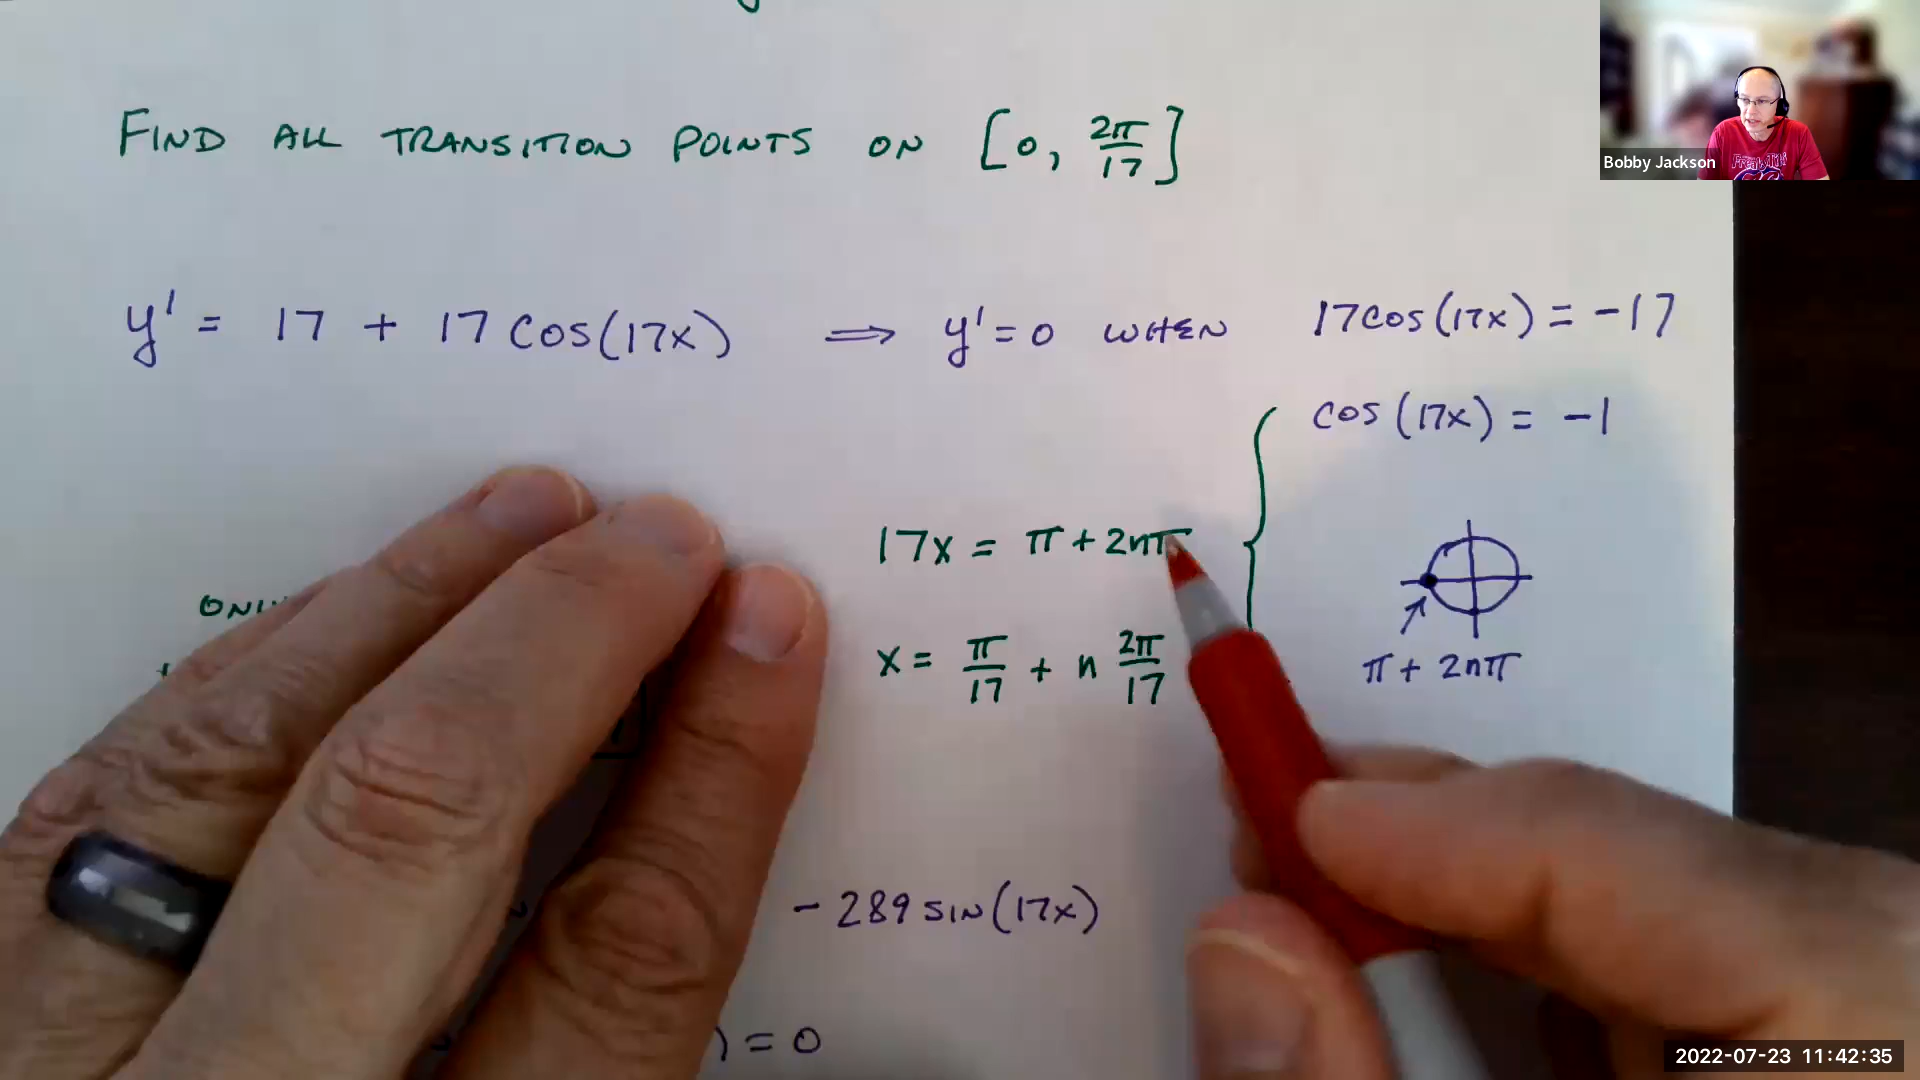 FIND ALL TRANSITION POINTS ON [0, 2π/17]
Bobby Jackson
y' = 17 + 17 cos(17x) ⟹ y' = 0 WHEN 17cos(17x) = -17
cos(17x) = -1
17x = π + 2nπ
x = π/17 + n 2π/17
π + 2nπ
- 289 sin(17x)
) = 0
2022-07-23 11:42:35